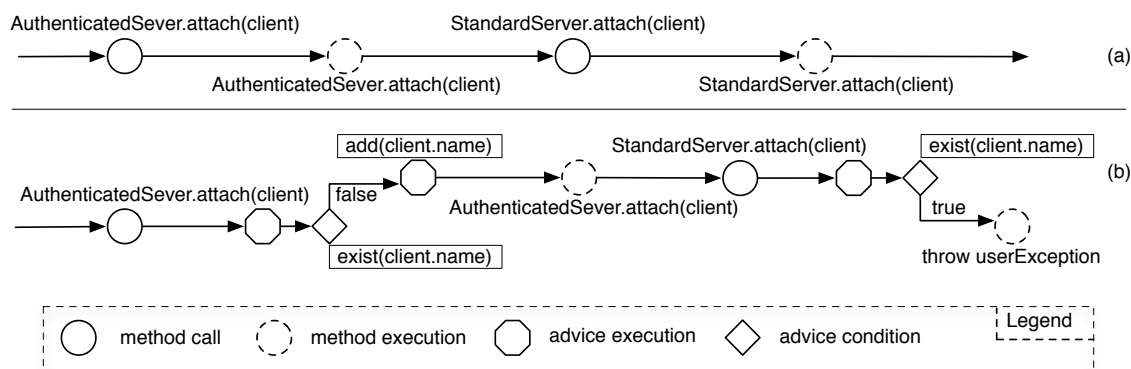 AuthenticatedSever.attach(client)
StandardServer.attach(client)
(a)
AuthenticatedSever.attach(client)
StandardServer.attach(client)
add(client.name)
StandardServer.attach(client)
exist(client.name)
(b)
AuthenticatedSever.attach(client)
false
AuthenticatedSever.attach(client)
true
exist(client.name)
throw userException
Legend
method call
method execution
advice execution
advice condition